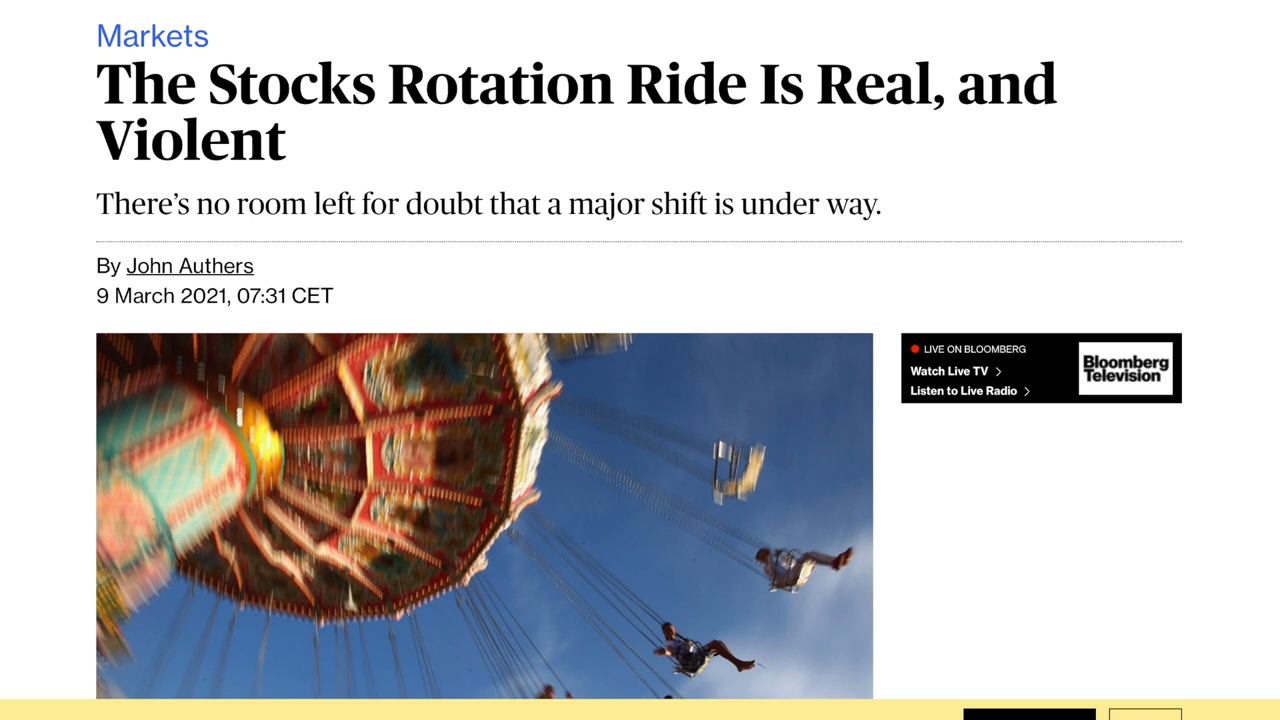 Markets
The Stocks Rotation Ride Is Real, and
Violent
There’s no room left for doubt that a major shift is under way.
By John Authers
9 March 2021, 07:31 CET
LIVE ON BLOOMBERG
Watch Live TV
Listen to Live Radio
Bloomberg
Television